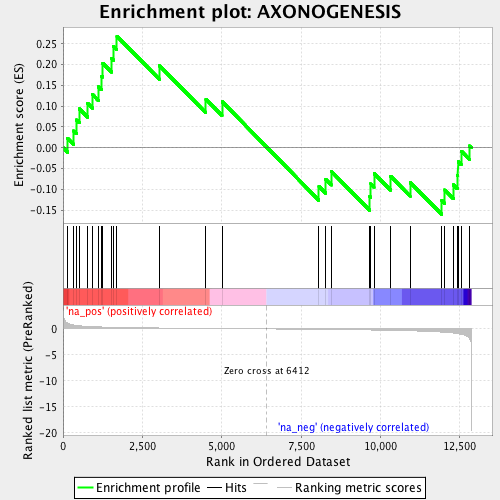 Enrichment plot: AXONOGENESIS
Enrichment score (ES)
0.25
0.20
0.15
0.10
0.05
0.00
-0.05
-0.10
-0.15
'na_pos' (positively correlated)
Ranked list metric (PreRanked)
0
-5
-10
-15
-20
Zero cross at 6412
'na_neg' (negatively correlated)
0
2,500
5,000
7,500
10,000
12,500
Rank in Ordered Dataset
Enrichment profile
Hits
Ranking metric scores